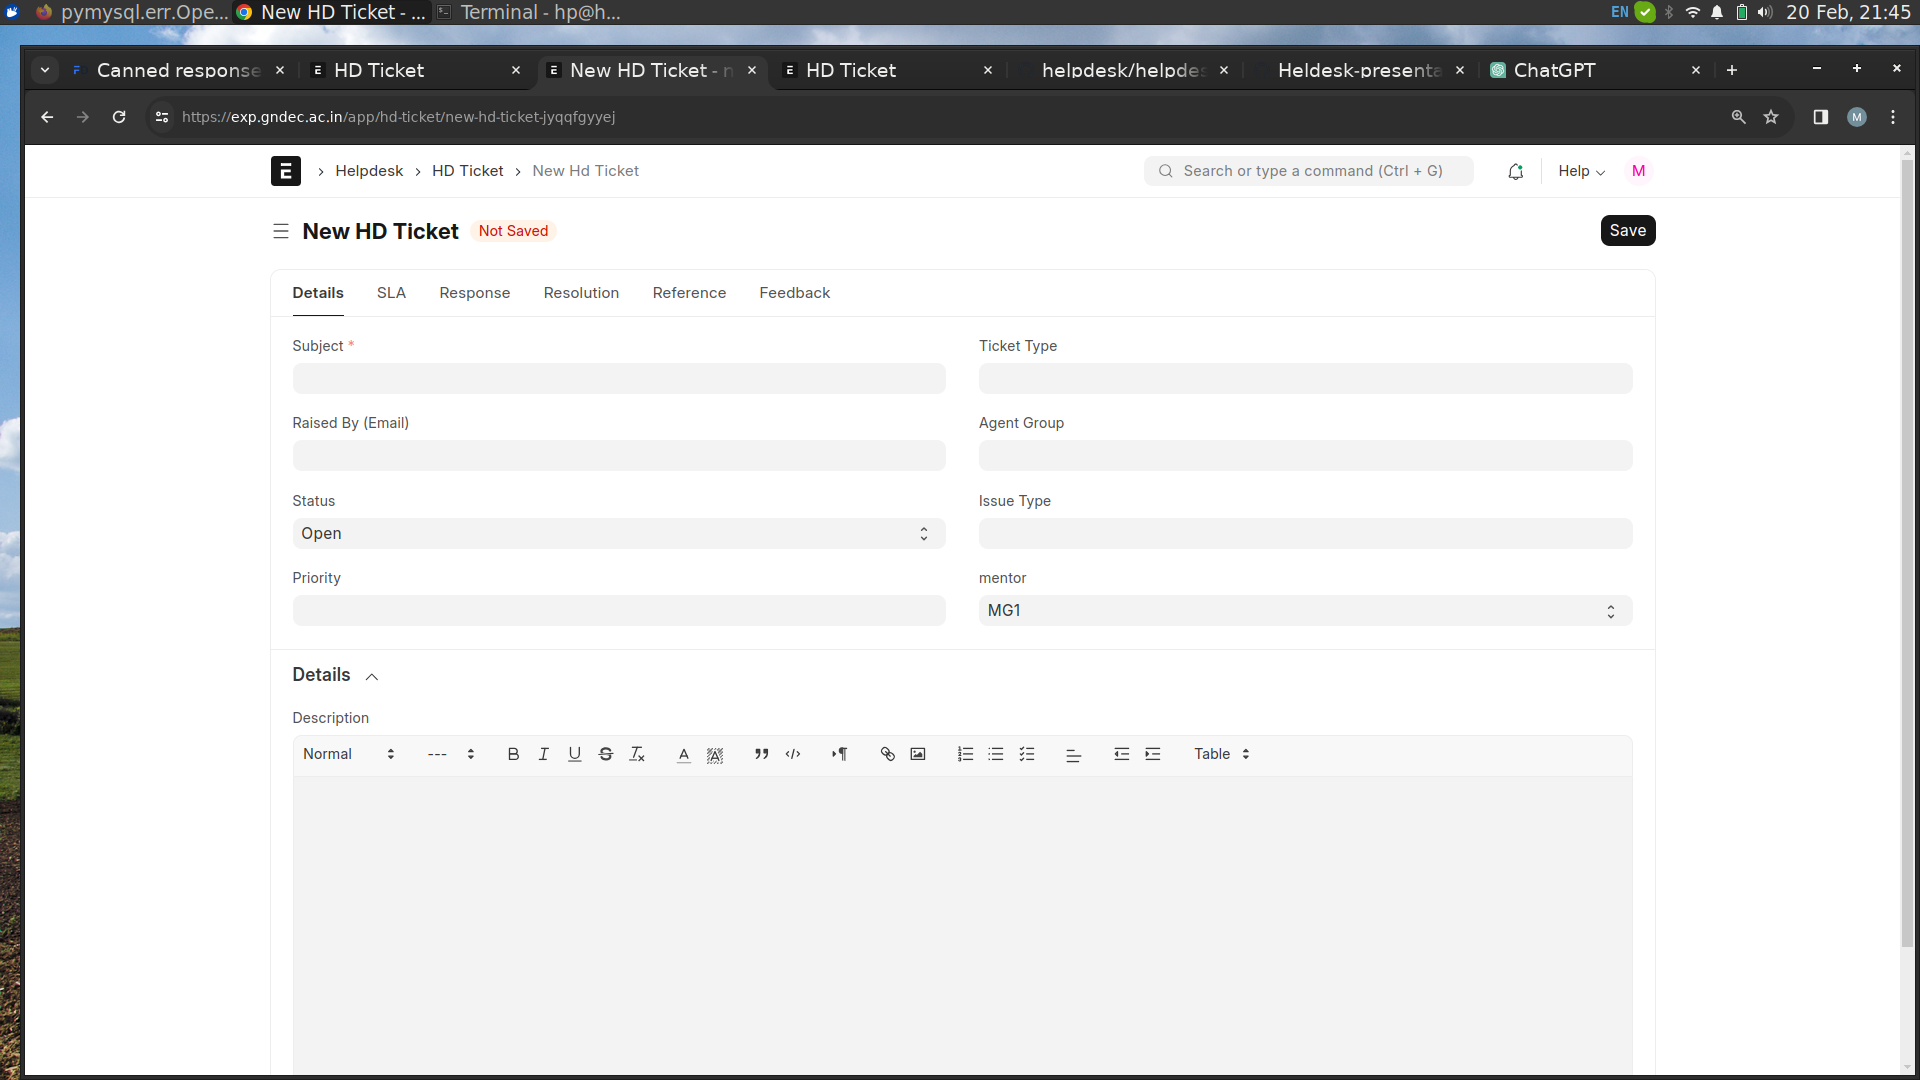 pymysql.err.Ope... New HD Ticket - ... Terminal - hp@h... EN 20 Feb, 21:45
Canned response HD Ticket New HD Ticket - n HD Ticket helpdesk/helpdes Heldesk-presenta ChatGPT
https://exp.gndec.ac.in/app/hd-ticket/new-hd-ticket-jyqqfgyyej M
E Helpdesk HD Ticket New Hd Ticket Search or type a command (Ctrl + G) Help M
New HD Ticket Not Saved Save
Details SLA Response Resolution Reference Feedback
Subject * Ticket Type
Raised By (Email) Agent Group
Status Issue Type
Open
Priority mentor
MG1
Details
Description
Normal --- B I U S Tx A A Table